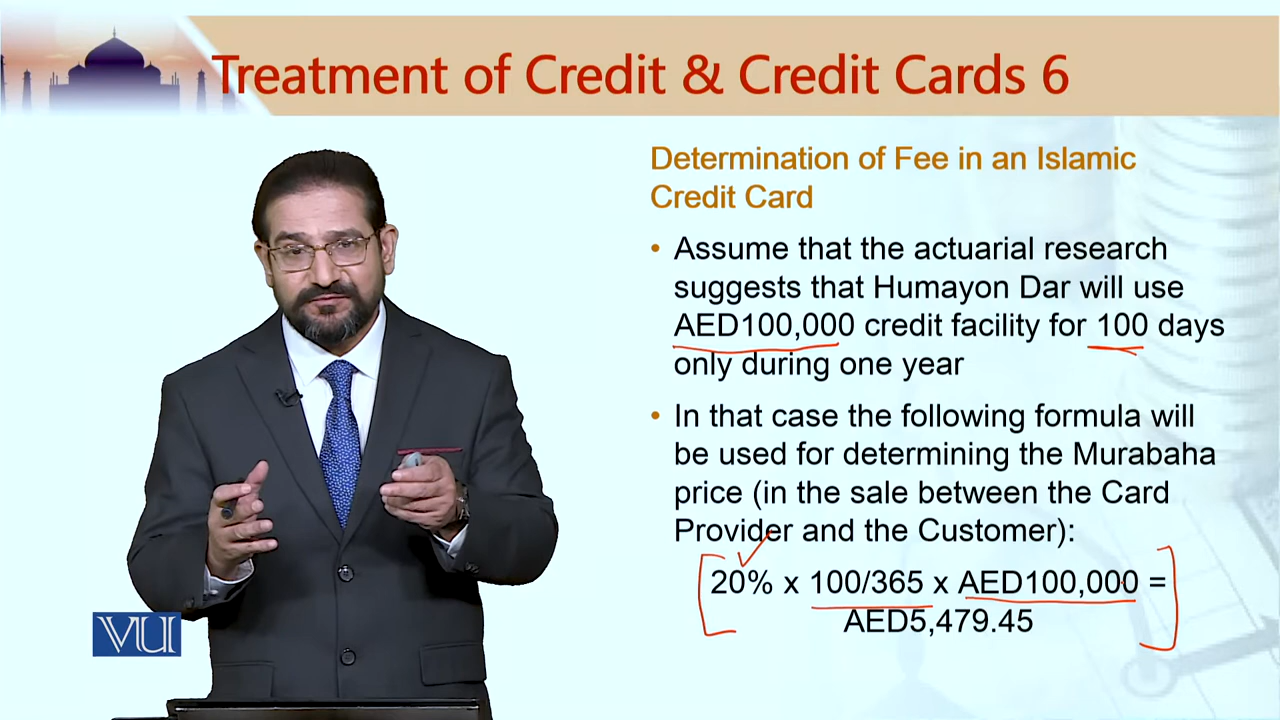 Treatment of Credit & Credit Cards 6
Determination of Fee in an Islamic
Credit Card
• Assume that the actuarial research
suggests that Humayon Dar will use
AED100,000 credit facility for 100 days
only during one year
• In that case the following formula will
be used for determining the Murabaha
price (in the sale between the Card
Provider and the Customer):
20% x 100/365 x AED100,000 =
AED5,479.45
VU